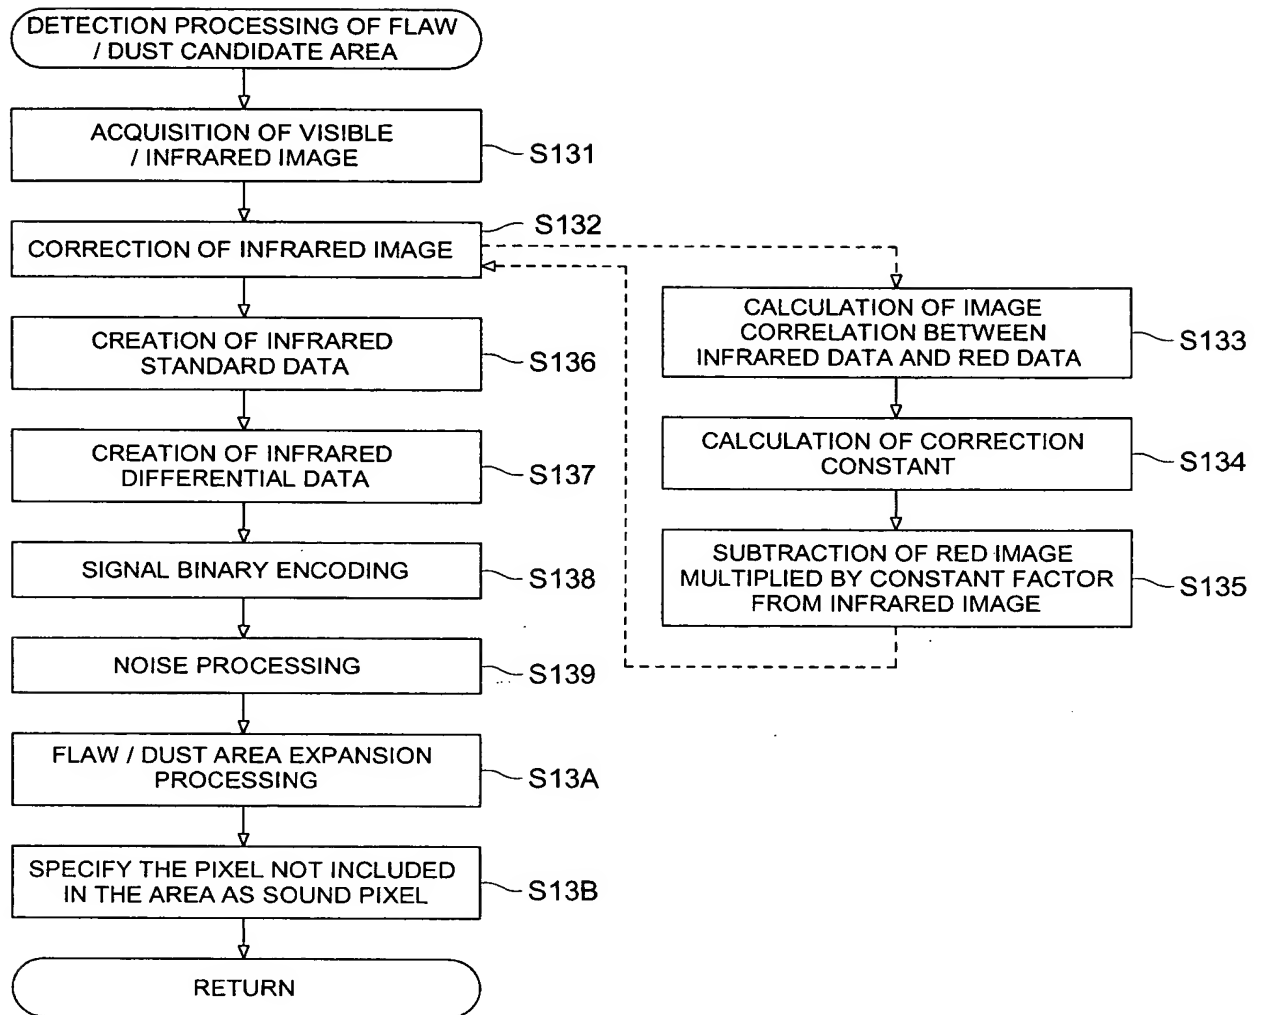 DETECTION PROCESSING OF FLAW
/ DUST CANDIDATE AREA
ACQUISITION OF VISIBLE
/ INFRARED IMAGE
S131
CORRECTION OF INFRARED IMAGE
S132
CALCULATION OF IMAGE
CORRELATION BETWEEN
INFRARED DATA AND RED DATA
S133
CALCULATION OF CORRECTION
CONSTANT
S134
SUBTRACTION OF RED IMAGE
MULTIPLIED BY CONSTANT FACTOR
FROM INFRARED IMAGE
S135
CREATION OF INFRARED
STANDARD DATA
S136
CREATION OF INFRARED
DIFFERENTIAL DATA
S137
SIGNAL BINARY ENCODING
S138
NOISE PROCESSING
S139
FLAW / DUST AREA EXPANSION
PROCESSING
S13A
SPECIFY THE PIXEL NOT INCLUDED
IN THE AREA AS SOUND PIXEL
S13B
RETURN